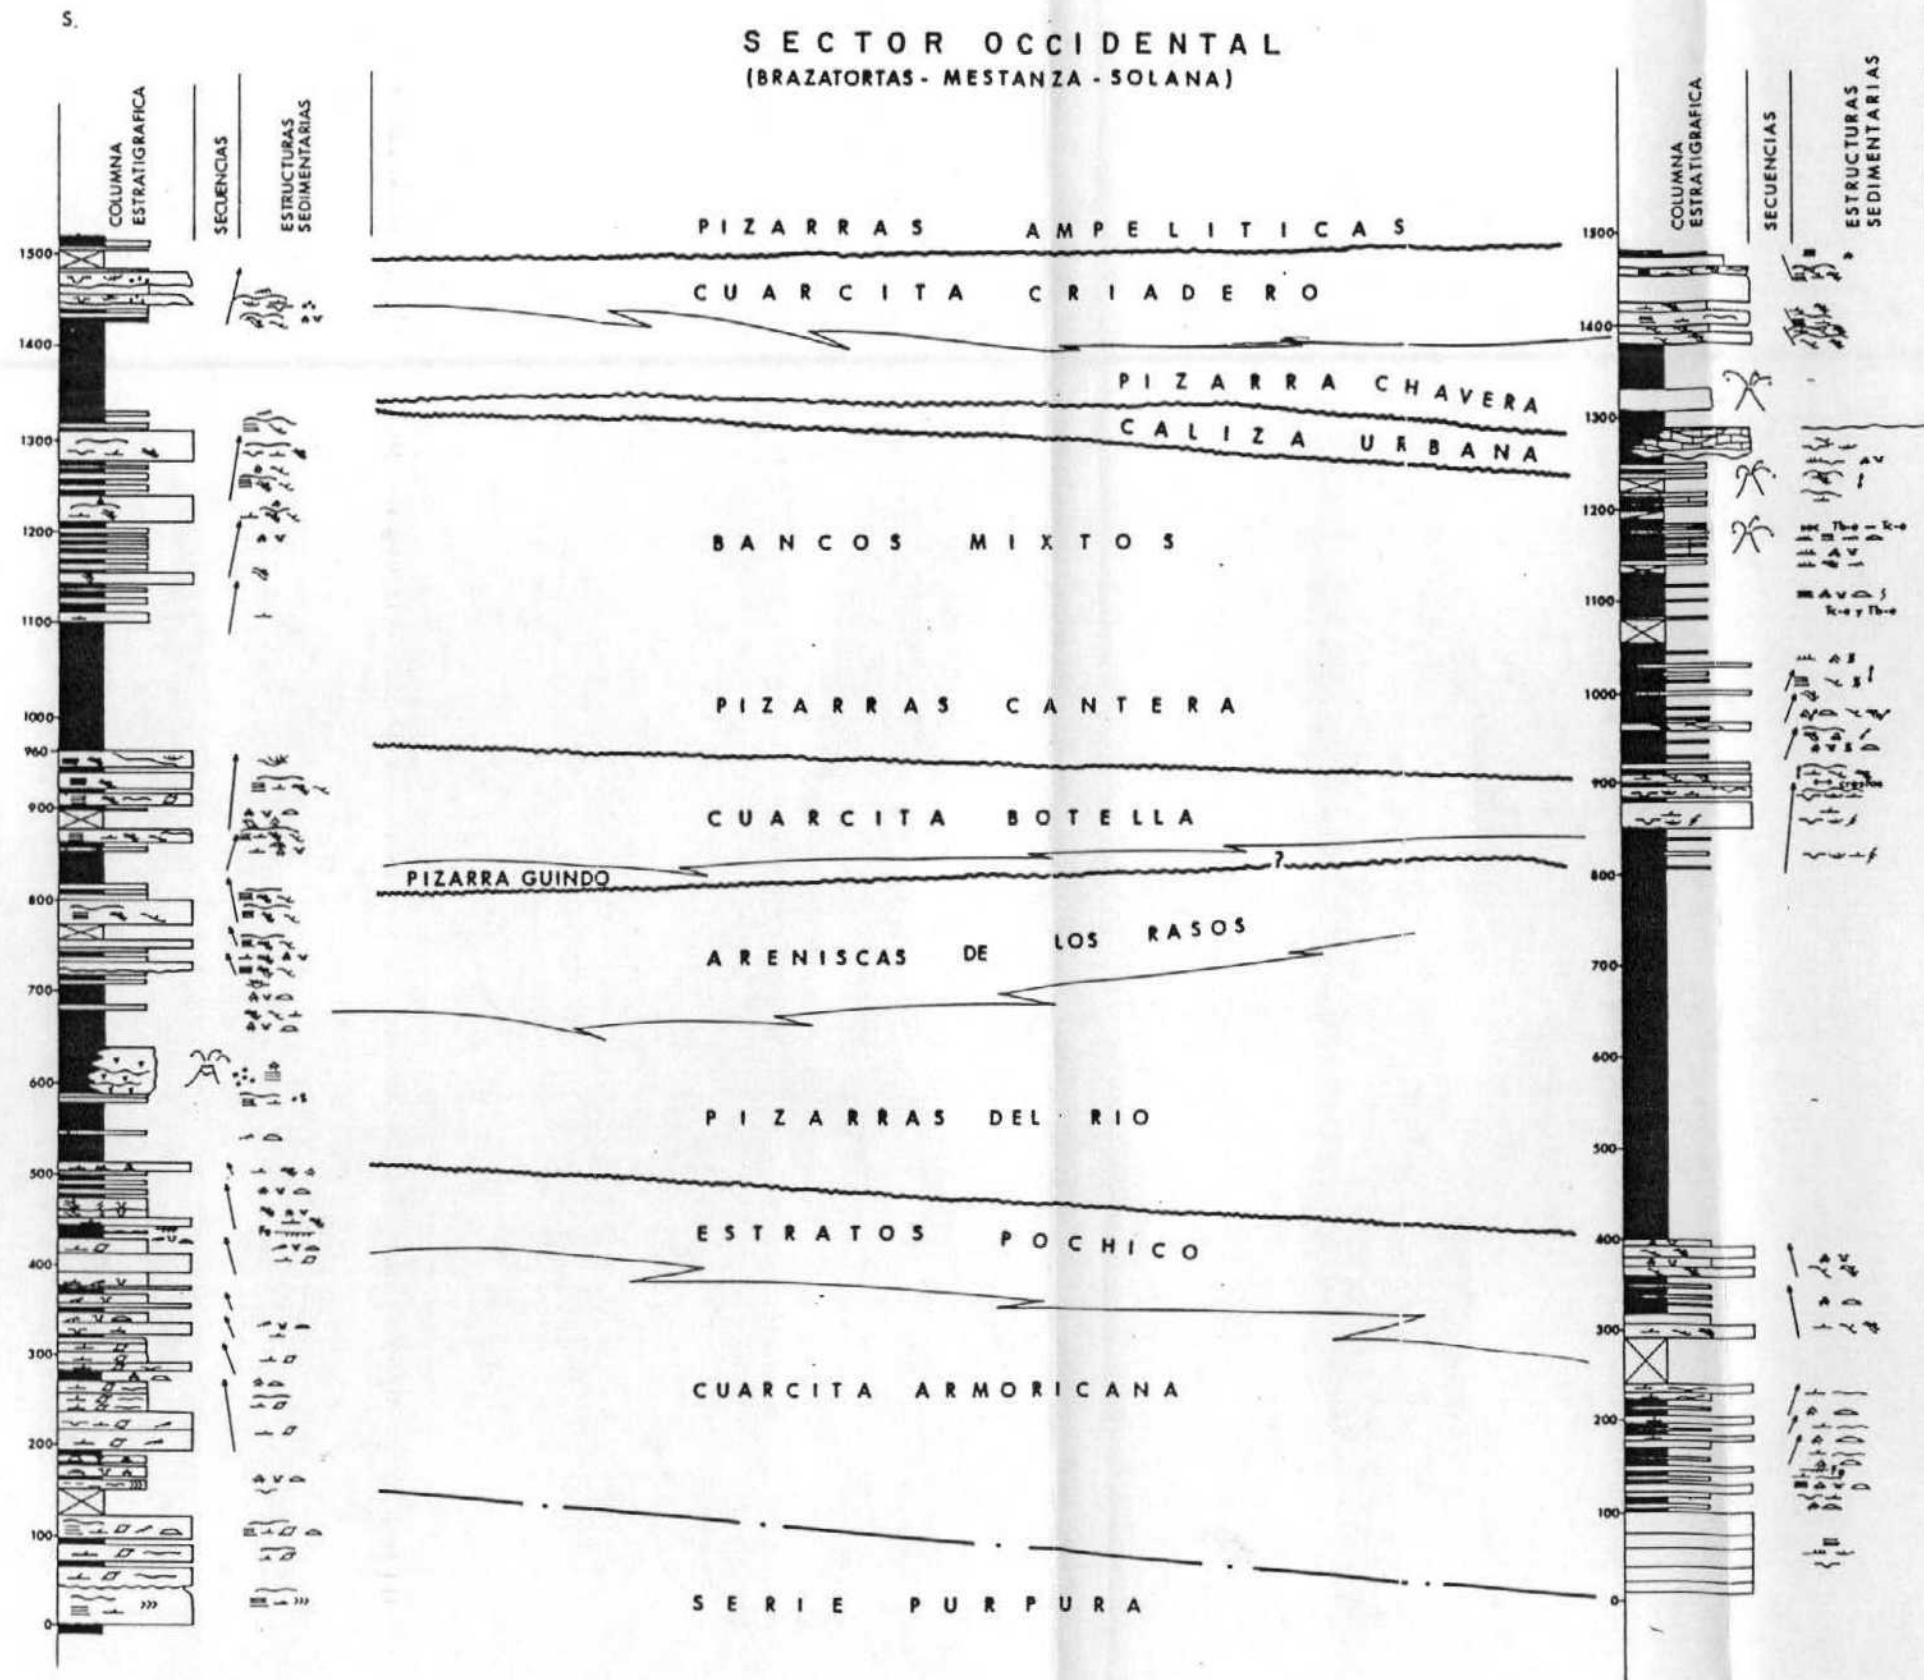 S.
SECTOR OCCIDENTAL
(BRAZATORTAS - MESTANZA - SOLANA)
COLUMNA
ESTRATIGRAFICA
SECUENCIAS
ESTRUCTURAS
SEDIMENTARIAS
1500
1400
1300
1200
1100
1000
960
900
800
700
600
500
400
300
200
100
0
PIZARRAS AMPELITICAS
CUARCITA CRIADERO
PIZARRA CHAVERA
CALIZA URBANA
BANCOS MIXTOS
PIZARRAS CANTERA
CUARCITA BOTELLA
?
PIZARRA GUINDO
ARENISCAS DE LOS RASOS
PIZARRAS DEL RIO
ESTRATOS POCHICO
CUARCITA ARMORICANA
SERIE PURPURA
COLUMNA
ESTRATIGRAFICA
SECUENCIAS
ESTRUCTURAS
SEDIMENTARIAS
1500
1400
1300
1200
1100
1000
900
800
700
600
500
400
300
200
100
0
Tb-e - Tc-e
Tc-e y Tb-e